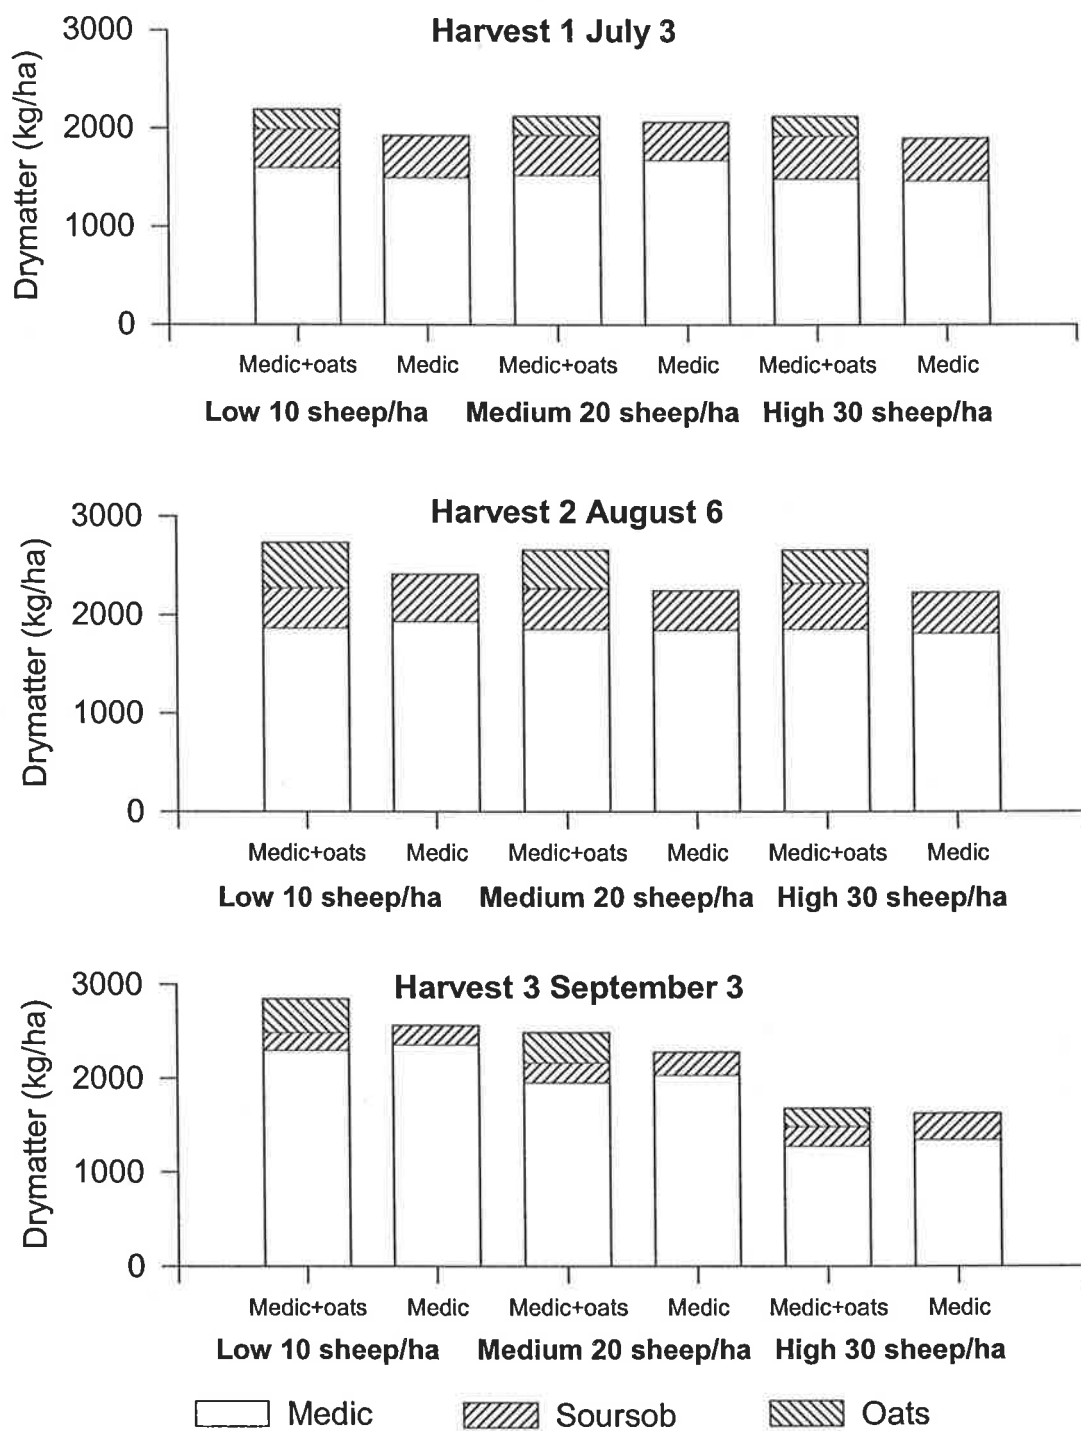 Harvest 1 July 3
Drymatter (kg/ha)
3000
2000
1000
0
Medic+oats Medic Medic+oats Medic Medic+oats Medic
Low 10 sheep/ha Medium 20 sheep/ha High 30 sheep/ha
Harvest 2 August 6
Drymatter (kg/ha)
3000
2000
1000
0
Medic+oats Medic Medic+oats Medic Medic+oats Medic
Low 10 sheep/ha Medium 20 sheep/ha High 30 sheep/ha
Harvest 3 September 3
Drymatter (kg/ha)
3000
2000
1000
0
Medic+oats Medic Medic+oats Medic Medic+oats Medic
Low 10 sheep/ha Medium 20 sheep/ha High 30 sheep/ha
Medic Soursob Oats